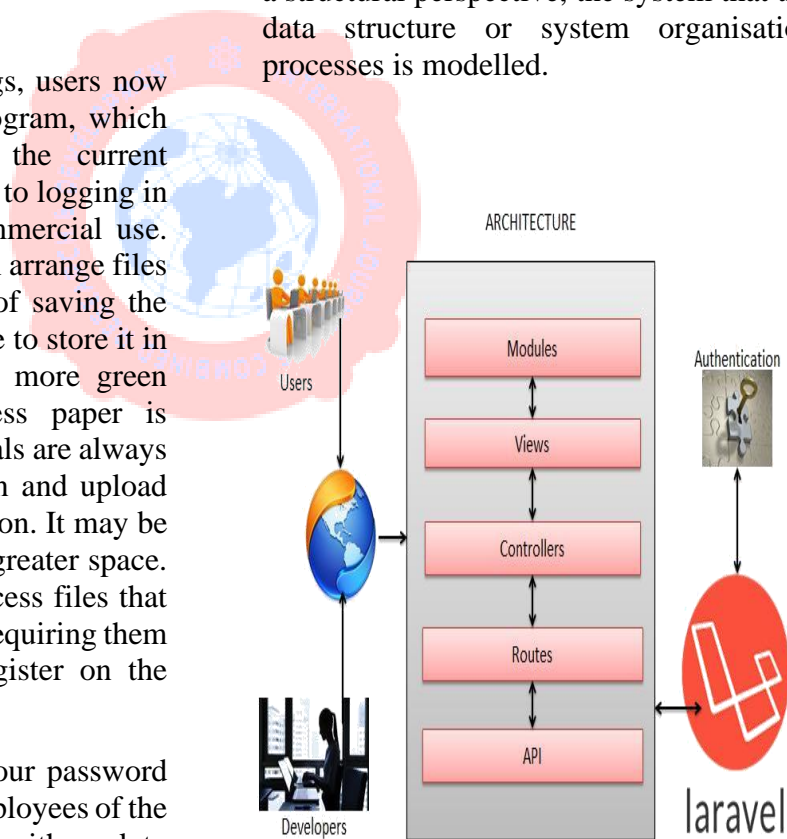 gs, users now
ogram, which
the current
to logging in
mmercial use.
arrange files
of saving the
e to store it in
more green
ess paper is
als are always
n and upload
on. It may be
greater space.
cess files that
equiring them
gister on the
our password
ployees of the
a structural perspective, the system that
data structure or system organisatio
processes is modelled.
ARCHITECTURE
Users
Developers
Modules
Views
Controllers
Routes
API
Authentication
laravel
INTERNATIONAL JOUR